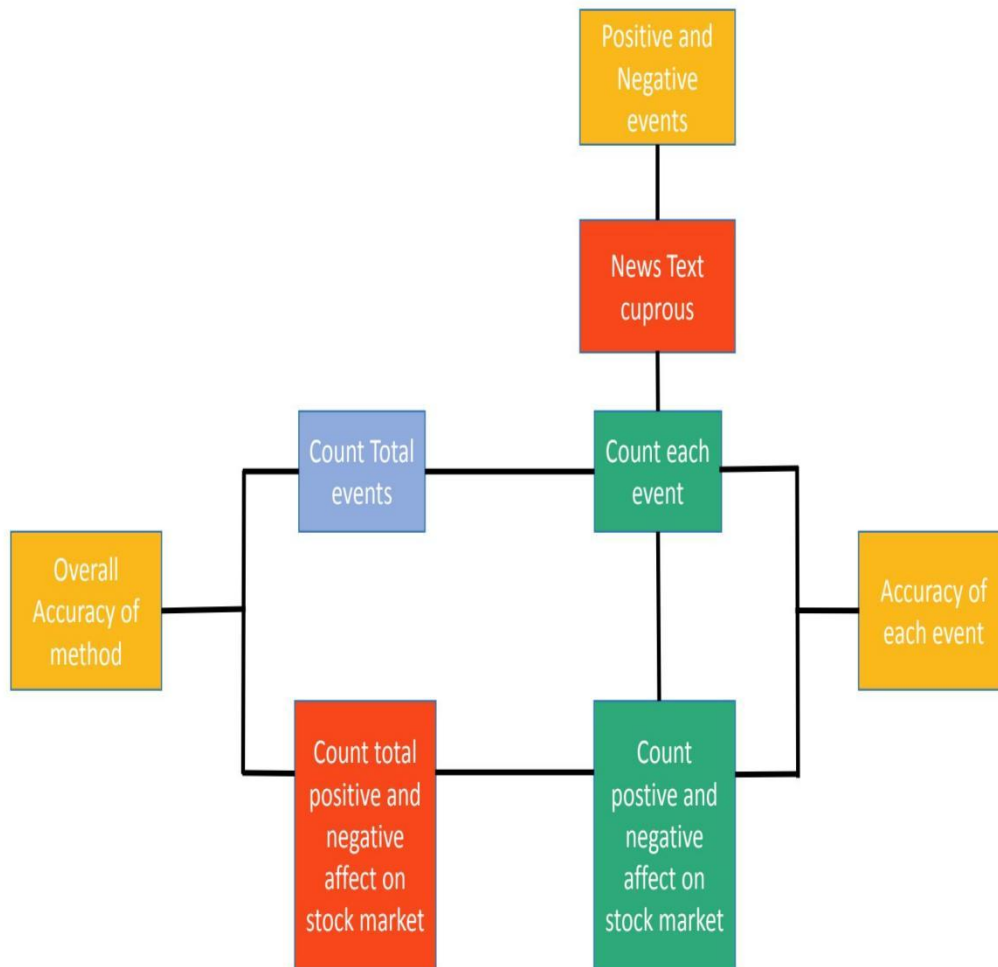 Positive and
Negative
events
News Text
cuprous
Count Total
events
Count each
event
Overall
Accuracy of
method
Accuracy of
each event
Count total
positive and
negative
affect on
stock market
Count
postive and
negative
affect on
stock market